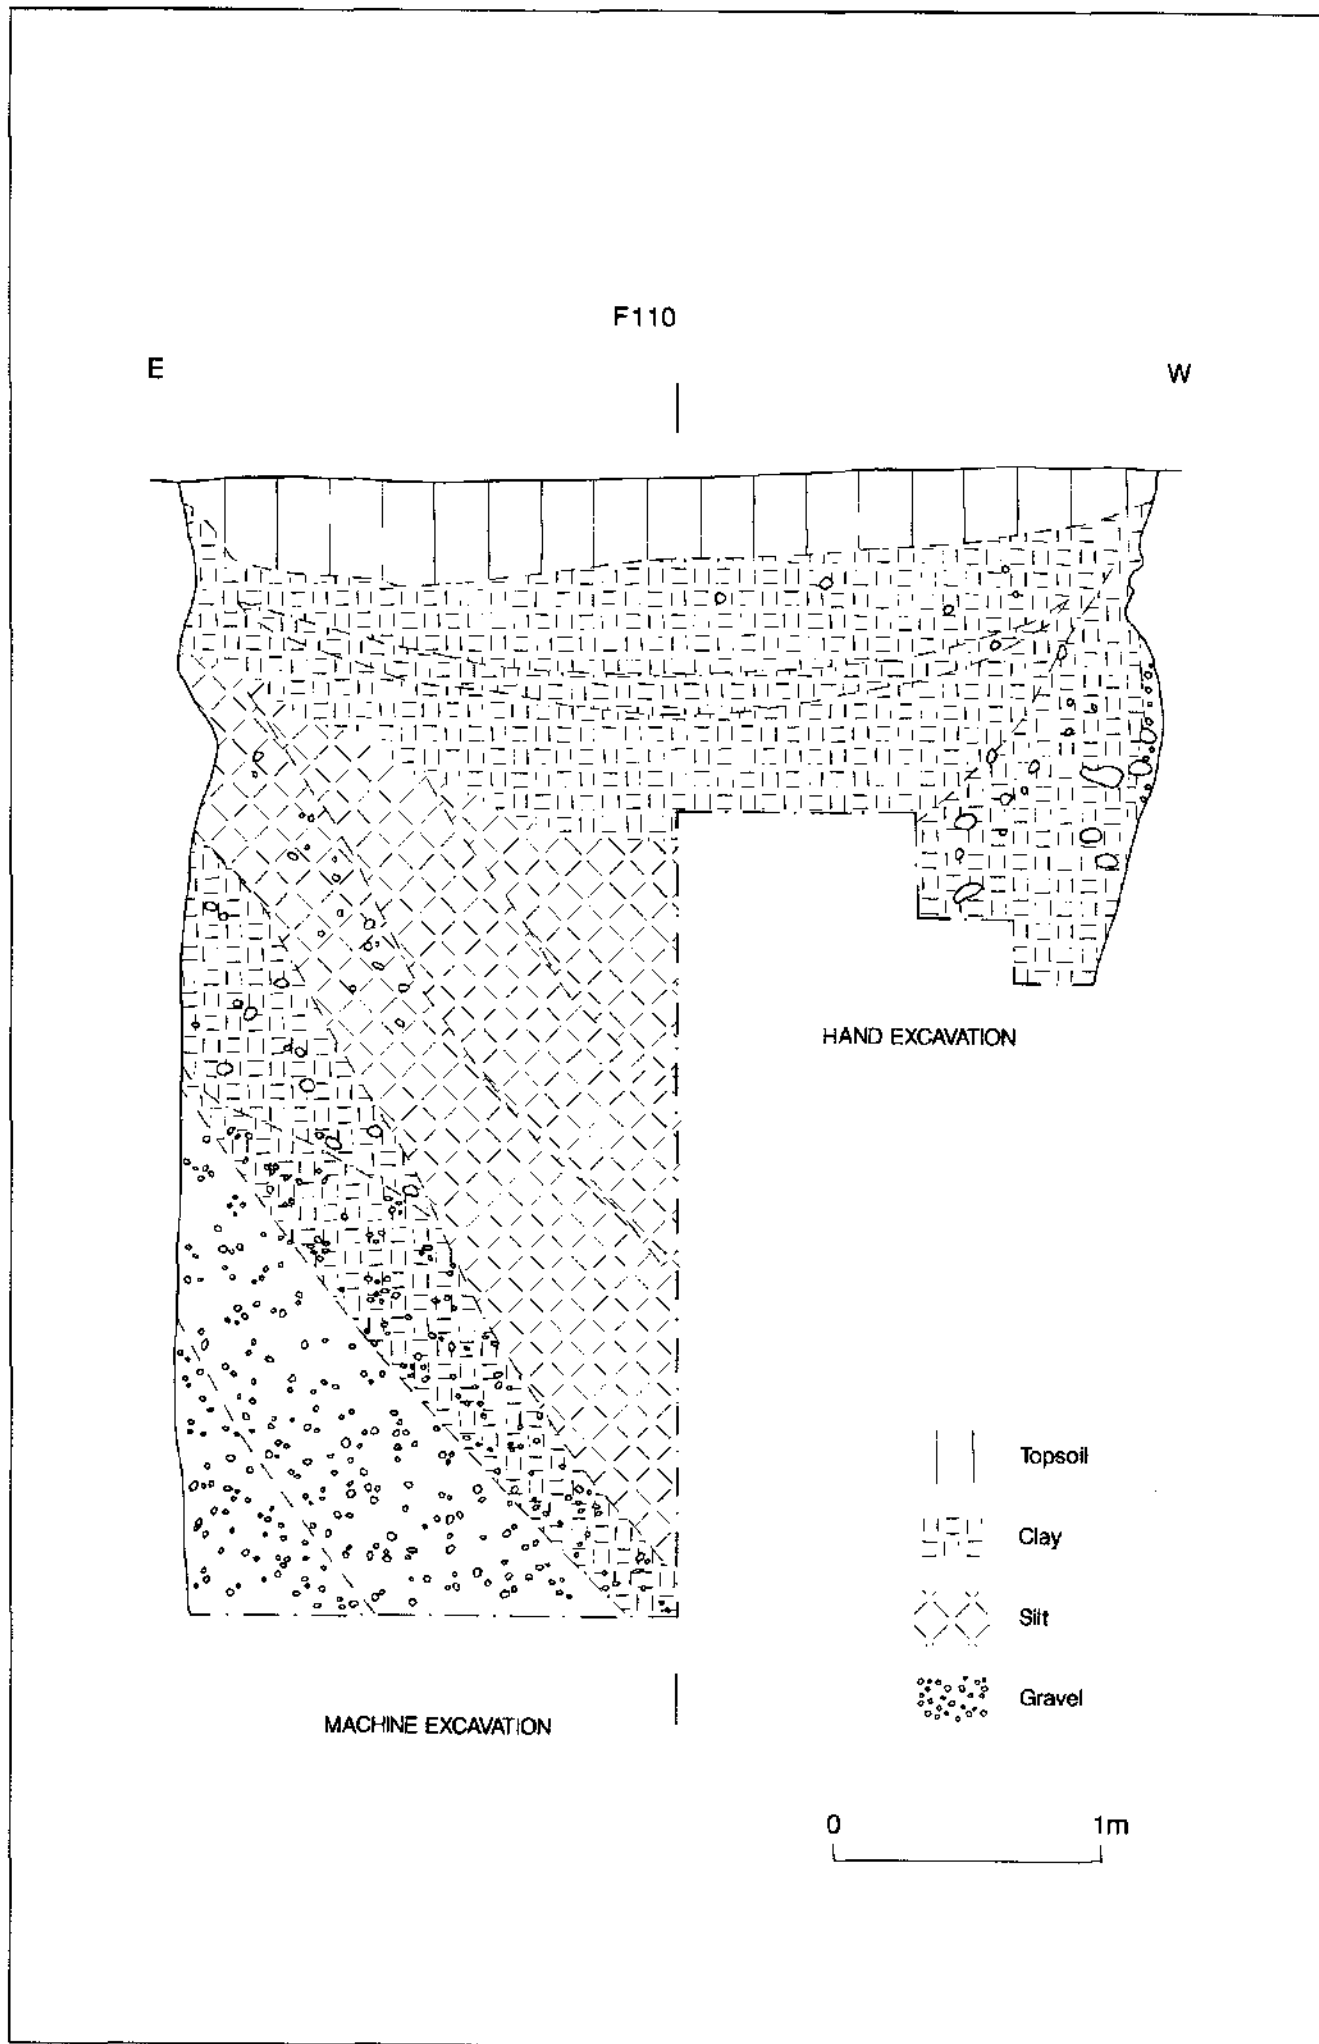 F110
E
W
HAND EXCAVATION
Topsoil
Clay
Silt
Gravel
MACHINE EXCAVATION
0 1m